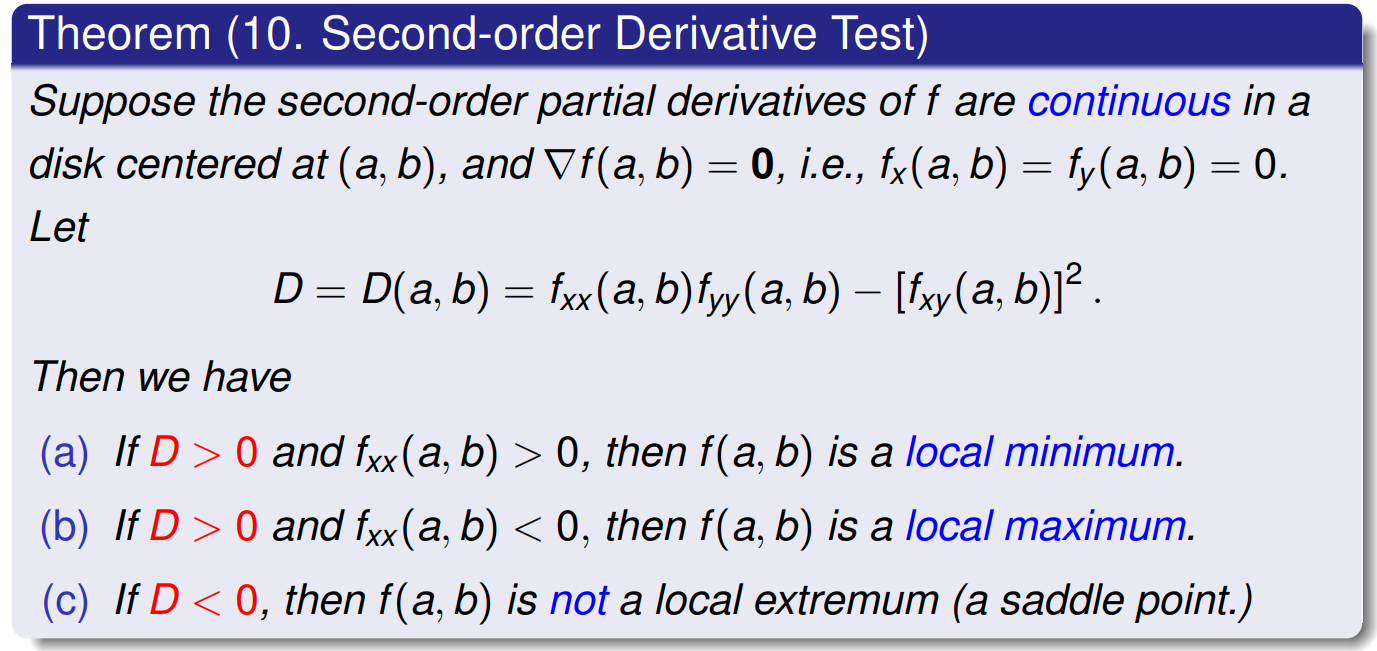 Theorem (10. Second-order Derivative Test)
Suppose the second-order partial derivatives of f are continuous in a
disk centered at (a, b), and ∇f(a, b) = 0, i.e., fₓ(a, b) = f_y(a, b) = 0.
Let
D = D(a, b) = f_{xx}(a, b)f_{yy}(a, b) − [f_{xy}(a, b)]² .
Then we have
(a) If D > 0 and f_{xx}(a, b) > 0, then f(a, b) is a local minimum.
(b) If D > 0 and f_{xx}(a, b) < 0, then f(a, b) is a local maximum.
(c) If D < 0, then f(a, b) is not a local extremum (a saddle point.)